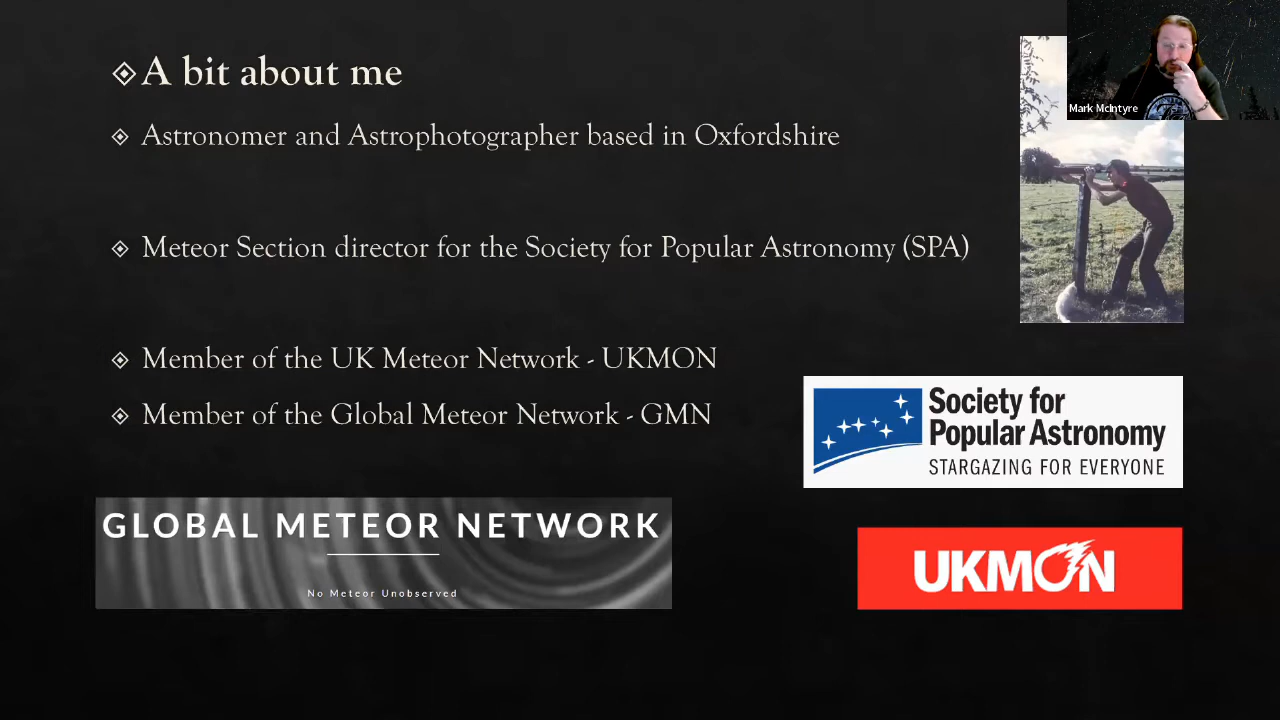 A bit about me
Mark McIntyre
Astronomer and Astrophotographer based in Oxfordshire
Meteor Section director for the Society for Popular Astronomy (SPA)
Member of the UK Meteor Network - UKMON
Member of the Global Meteor Network - GMN
Society for
Popular Astronomy
STARGAZING FOR EVERYONE
GLOBAL METEOR NETWORK
No Meteor Unobserved
UKMON